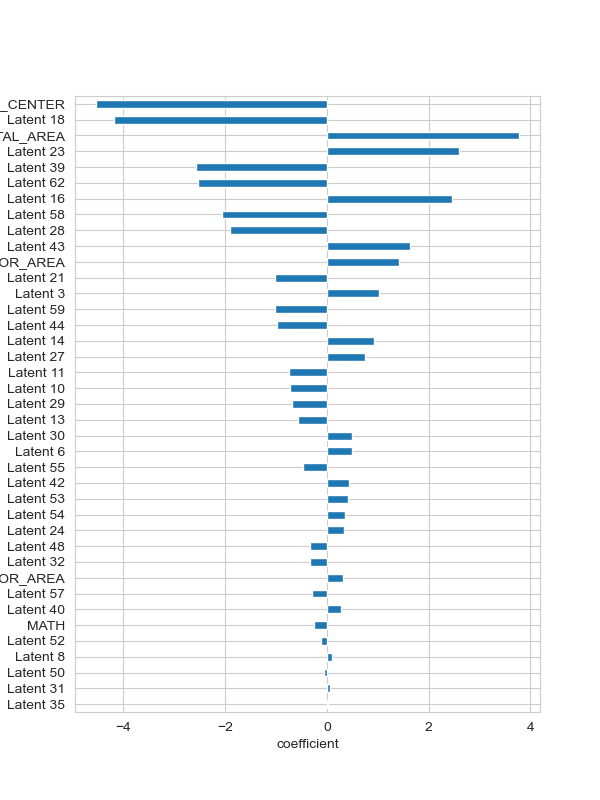 _CENTER
Latent 18
TAL_AREA
Latent 23
Latent 39
Latent 62
Latent 16
Latent 58
Latent 28
Latent 43
OR_AREA
Latent 21
Latent 3
Latent 59
Latent 44
Latent 14
Latent 27
Latent 11
Latent 10
Latent 29
Latent 13
Latent 30
Latent 6
Latent 55
Latent 42
Latent 53
Latent 54
Latent 24
Latent 48
Latent 32
OR_AREA
Latent 57
Latent 40
MATH
Latent 52
Latent 8
Latent 50
Latent 31
Latent 35
−4 −2 0 2 4
coefficient